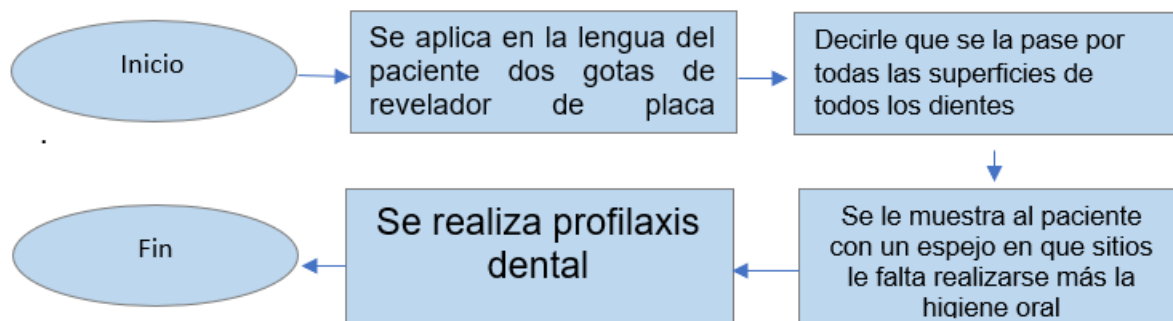 Inicio
Se aplica en la lengua del
paciente dos gotas de
revelador de placa
Decirle que se la pase por
todas las superficies de
todos los dientes
.
Se le muestra al paciente
con un espejo en que sitios
le falta realizarse más la
higiene oral
Se realiza profilaxis
dental
Fin